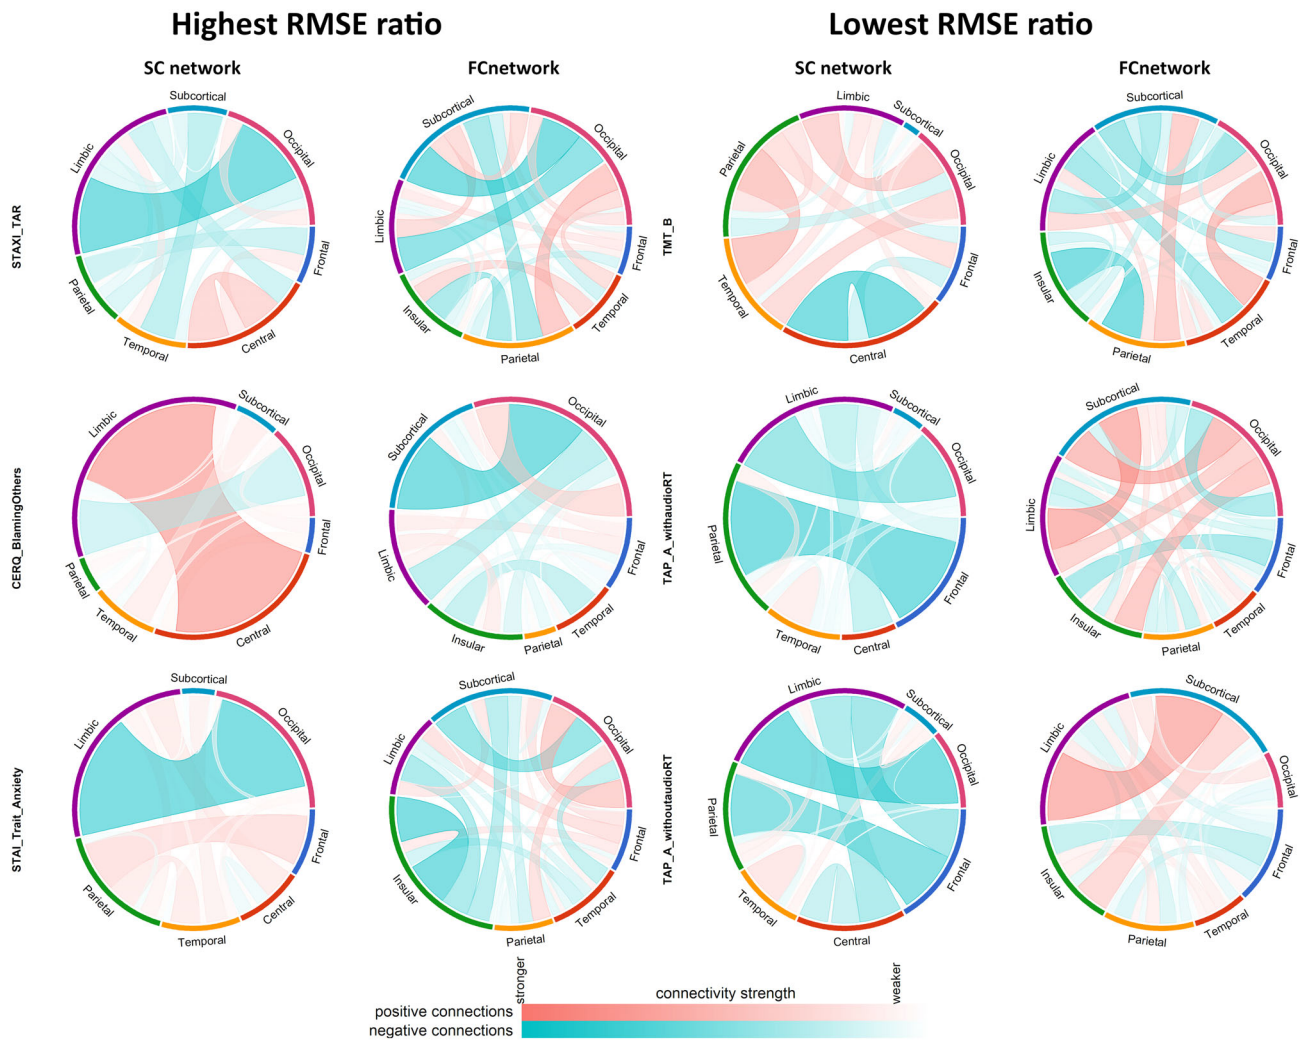 Highest RMSE ratio
Lowest RMSE ratio
SC network
FCnetwork
SC network
FCnetwork
STAXI_TAR
Subcortical
Occipital
Frontal
Central
Temporal
Parietal
Limbic
Subcortical
Occipital
Frontal
Temporal
Parietal
Insular
Limbic
TMT_B
Limbic
Subcortical
Occipital
Frontal
Central
Temporal
Parietal
Subcortical
Occipital
Frontal
Temporal
Parietal
Insular
Limbic
CERQ_BlamingOthers
Limbic
Subcortical
Occipital
Frontal
Central
Temporal
Parietal
Subcortical
Occipital
Frontal
Temporal
Parietal
Insular
Limbic
TAP_A_withaudioRT
Limbic
Subcortical
Occipital
Frontal
Central
Temporal
Parietal
Subcortical
Occipital
Frontal
Temporal
Parietal
Insular
Limbic
STAI_Trait_Anxiety
Subcortical
Occipital
Frontal
Central
Temporal
Parietal
Limbic
Subcortical
Occipital
Frontal
Temporal
Parietal
Insular
Limbic
TAP_A_withoutaudioRT
Limbic
Subcortical
Occipital
Frontal
Central
Temporal
Parietal
Subcortical
Occipital
Frontal
Temporal
Parietal
Insular
Limbic
stronger
connectivity strength
weaker
positive connections
negative connections